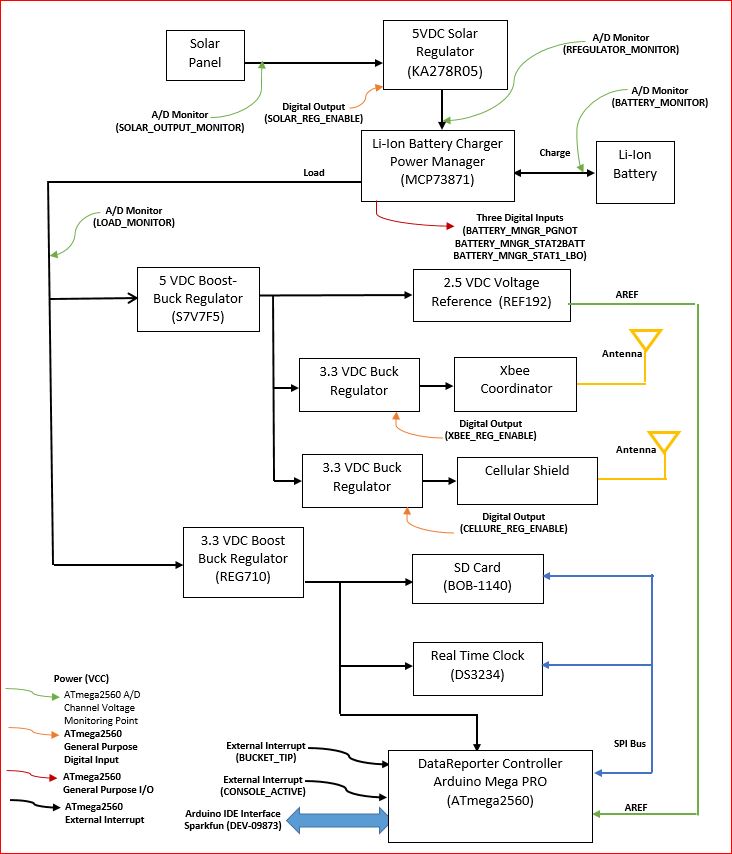 Solar
Panel
5VDC Solar
Regulator
(KA278R05)
A/D Monitor
(RFEGULATOR_MONITOR)
A/D Monitor
(SOLAR_OUTPUT_MONITOR)
Digital Output
(SOLAR_REG_ENABLE)
A/D Monitor
(BATTERY_MONITOR)
Li-Ion Battery Charger
Power Manager
(MCP73871)
Charge
Li-Ion
Battery
Load
A/D Monitor
(LOAD_MONITOR)
Three Digital Inputs
(BATTERY_MNGR_PGNOT
BATTERY_MNGR_STAT2BATT
BATTERY_MNGR_STAT1_LBO)
5 VDC Boost-
Buck Regulator
(S7V7F5)
2.5 VDC Voltage
Reference (REF192)
AREF
3.3 VDC Buck
Regulator
Xbee
Coordinator
Antenna
Digital Output
(XBEE_REG_ENABLE)
3.3 VDC Buck
Regulator
Cellular Shield
Antenna
Digital Output
(CELLURE_REG_ENABLE)
3.3 VDC Boost
Buck Regulator
(REG710)
SD Card
(BOB-1140)
Real Time Clock
(DS3234)
SPI Bus
Power (VCC)
ATmega2560 A/D
Channel Voltage
Monitoring Point
ATmega2560
General Purpose
Digital Input
ATmega2560
General Purpose I/O
ATmega2560
External Interrupt
External Interrupt
(BUCKET_TIP)
External Interrupt
(CONSOLE_ACTIVE)
Arduino IDE Interface
Sparkfun (DEV-09873)
DataReporter Controller
Arduino Mega PRO
(ATmega2560)
AREF